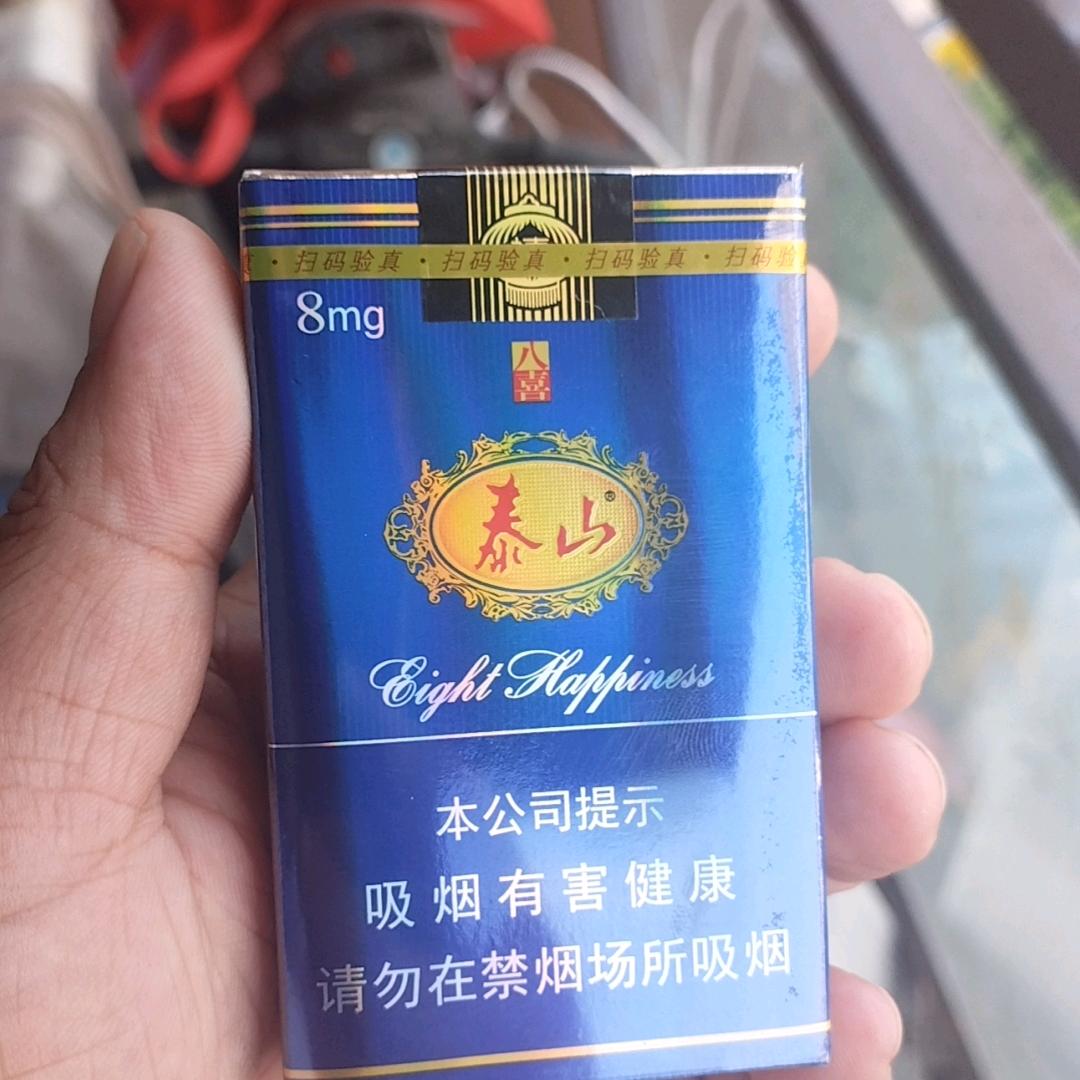 · 扫码验真 · 扫码验真 · 扫码验真 · 扫码验
8mg
八喜
泰山®
Eight Happiness
本公司提示
吸烟有害健康
请勿在禁烟场所吸烟